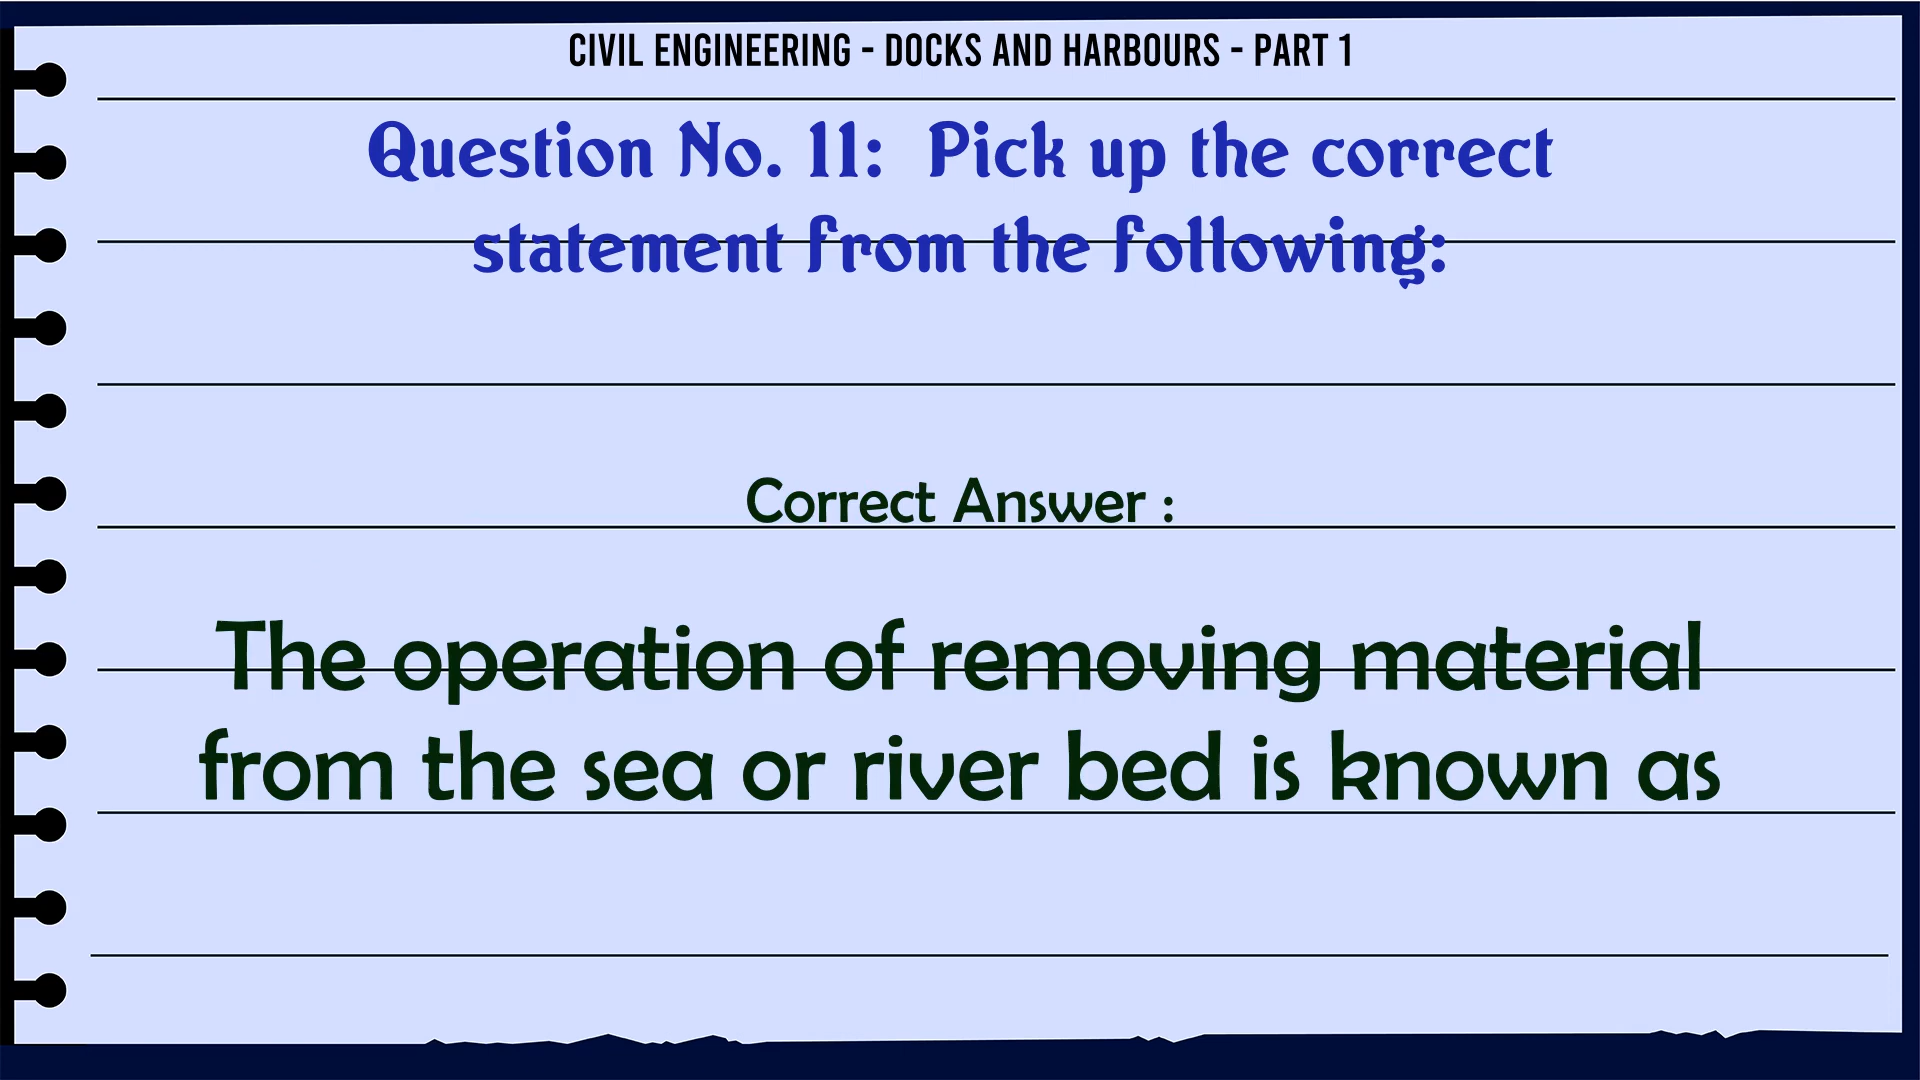 CIVIL ENGINEERING - DOCKS AND HARBOURS - PART 1
Question No. 11:  Pick up the correct
statement from the following:
Correct Answer :
The operation of removing material
from the sea or river bed is known as